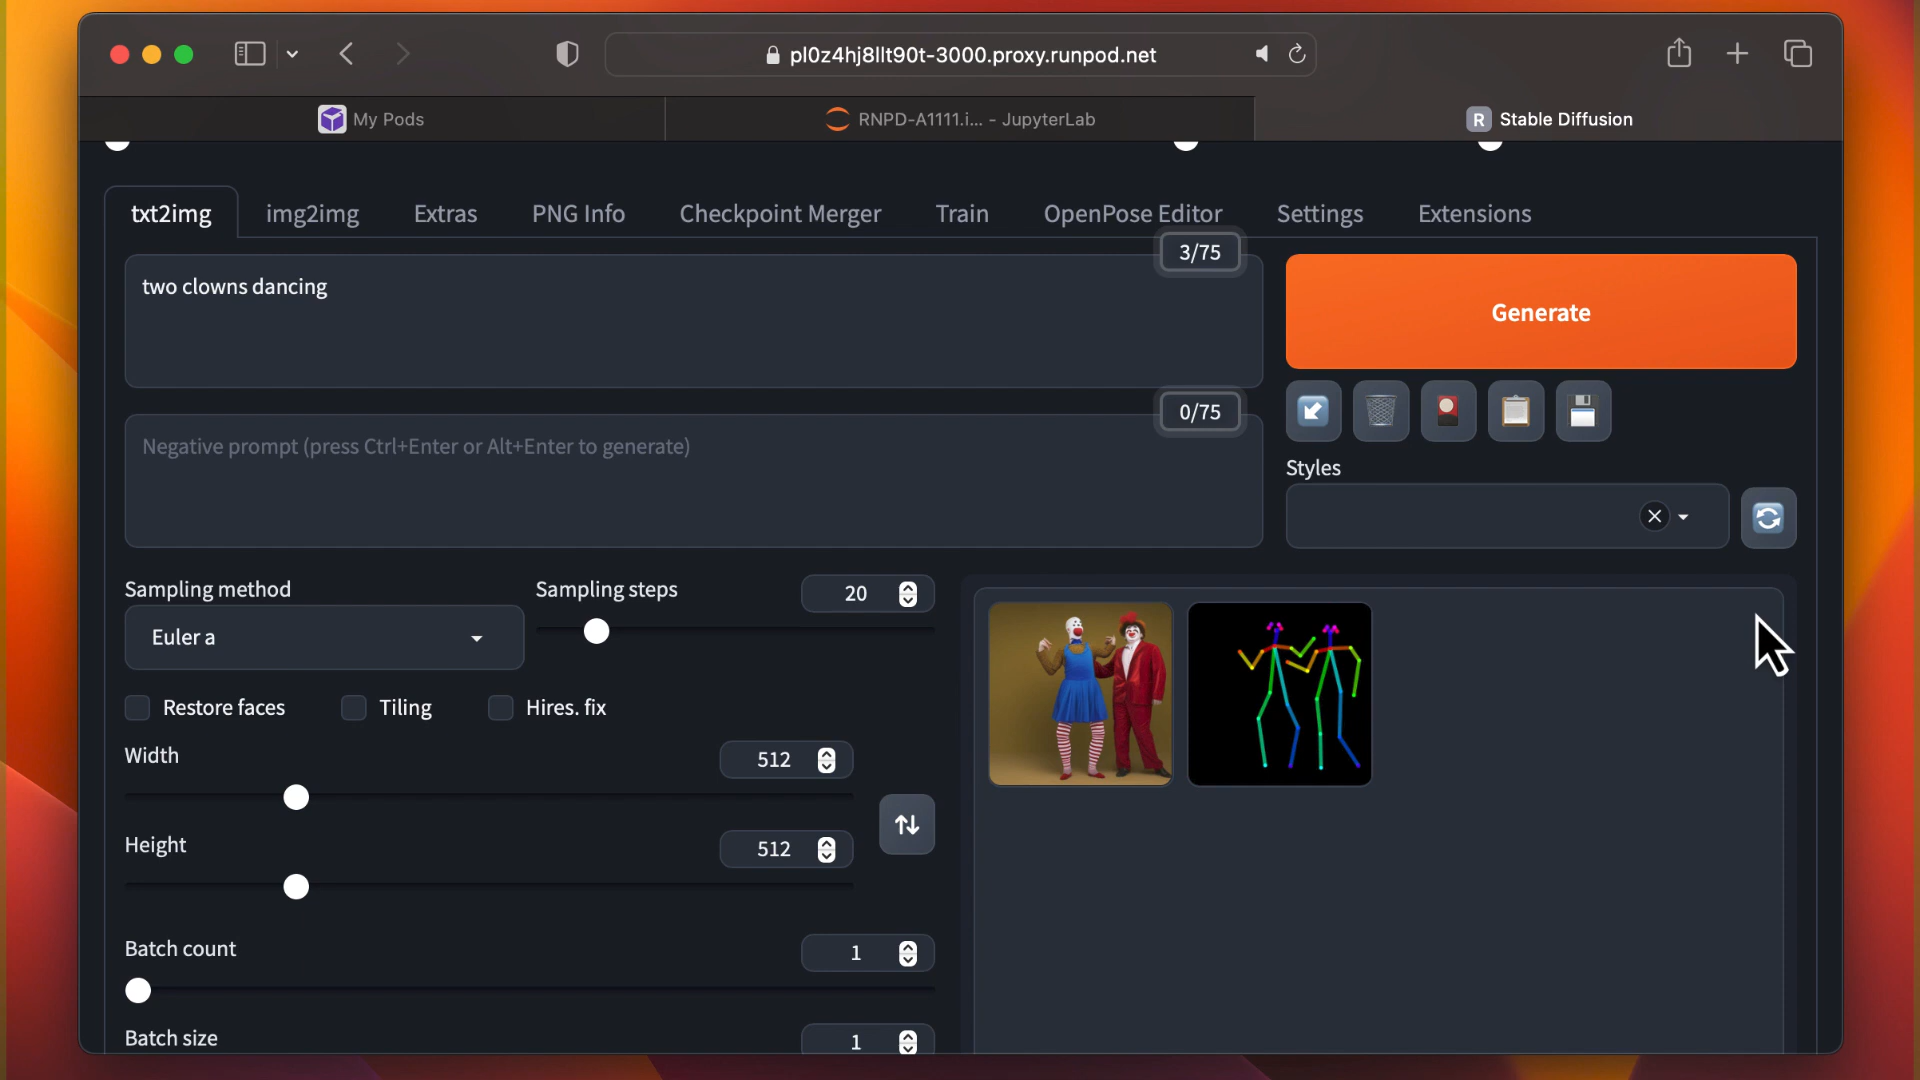 pl0z4hj8llt90t-3000.proxy.runpod.net
My Pods
RNPD-A1111.i... - JupyterLab
R Stable Diffusion
txt2img
img2img
Extras
PNG Info
Checkpoint Merger
Train
OpenPose Editor
Settings
Extensions
3/75
two clowns dancing
Generate
0/75
Negative prompt (press Ctrl+Enter or Alt+Enter to generate)
Styles
Sampling method
Sampling steps
20
Euler a
Restore faces
Tiling
Hires. fix
Width
512
Height
512
Batch count
1
Batch size
1